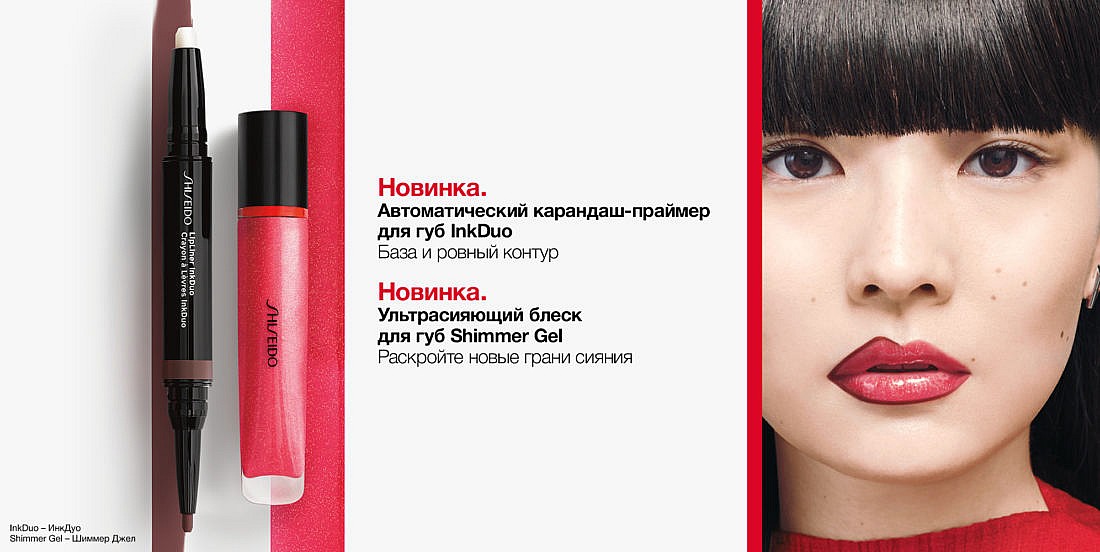 SHISEIDO
LipLiner InkDuo
Crayon à Lèvres InkDuo
SHISEIDO
Новинка.
Автоматический карандаш-праймер
для губ InkDuo
База и ровный контур
Новинка.
Ультрасияющий блеск
для губ Shimmer Gel
Раскройте новые грани сияния
InkDuo – ИнкДуо
Shimmer Gel – Шиммер Джел